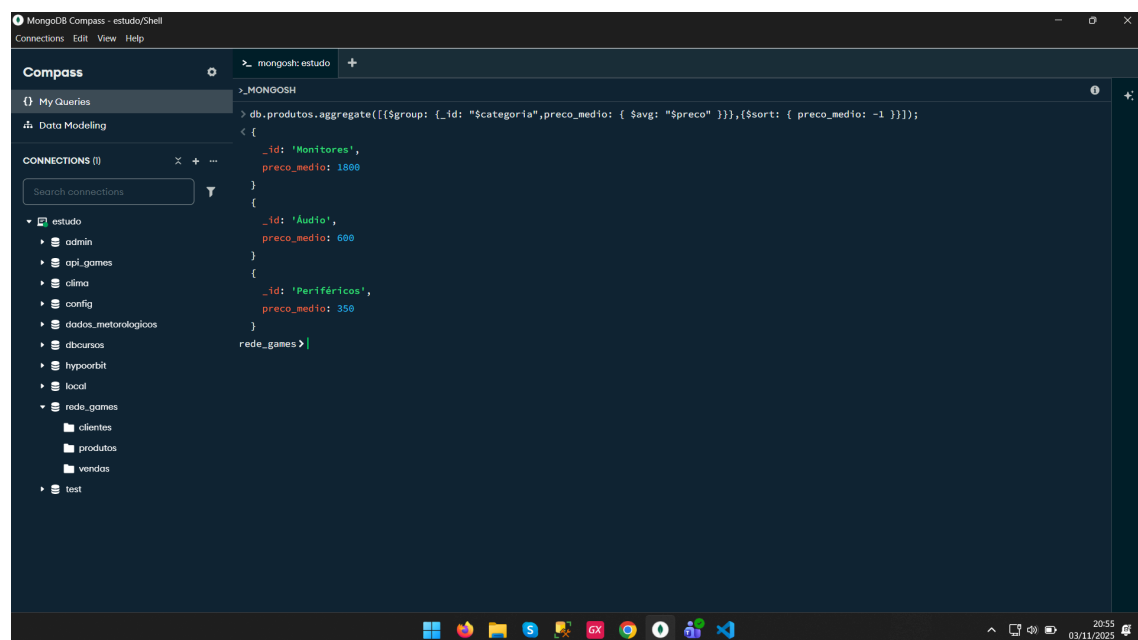 MongoDB Compass - estudo/Shell
Connections Edit View Help
Compass
>_ mongosh: estudo +
{} My Queries
Data Modeling
CONNECTIONS (1)
Search connections
estudo
admin
api_games
clima
config
dados_metorologicos
dbcursos
hypoorbit
local
rede_games
clientes
produtos
vendas
test
>_MONGOSH
> db.produtos.aggregate([{$group: {_id: "$categoria",preco_medio: { $avg: "$preco" }}},{$sort: { preco_medio: -1 }}]);
< {
_id: 'Monitores',
preco_medio: 1800
}
{
_id: 'Áudio',
preco_medio: 600
}
{
_id: 'Periféricos',
preco_medio: 350
}
rede_games>
S
GX
20:55
03/11/2025